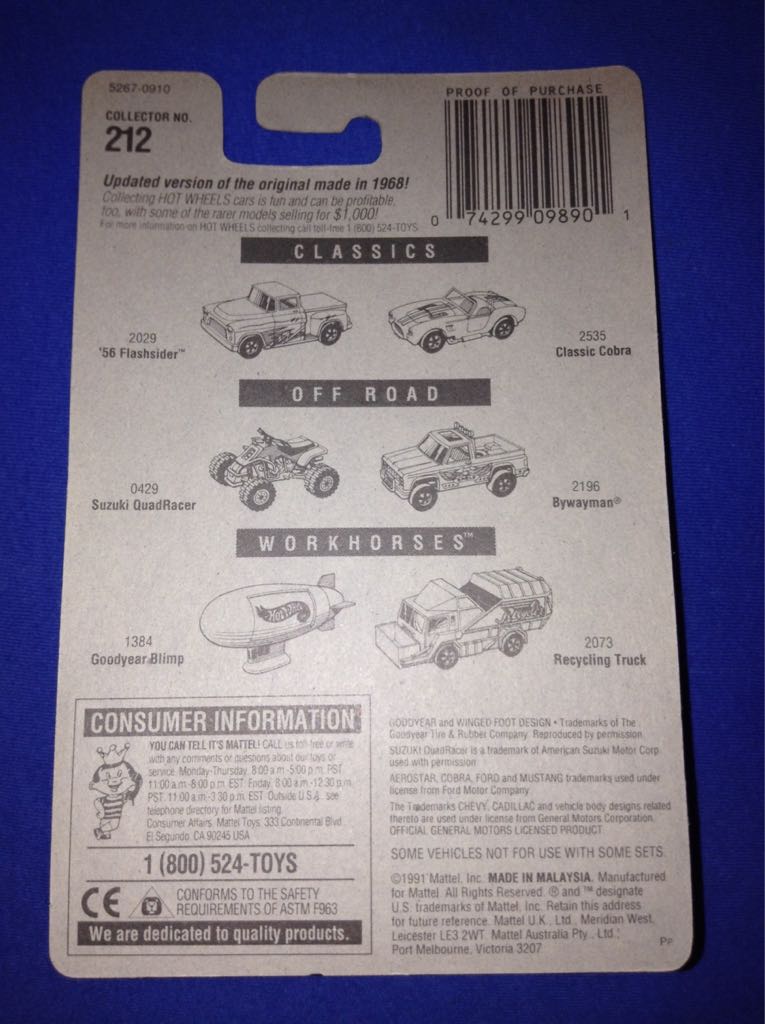 5267-0910
COLLECTOR NO.
212
PROOF OF PURCHASE
0 74299 09890 1
Updated version of the original made in 1968!
Collecting HOT WHEELS cars is fun and can be profitable,
too, with some of the rarer models selling for $1,000!
For more information on HOT WHEELS collecting call toll-free 1 (800) 524-TOYS
CLASSICS
2029
'56 Flashsider™
2535
Classic Cobra
OFF ROAD
0429
Suzuki QuadRacer
2196
Bywayman®
WORKHORSES™
Hot Wheels
1384
Goodyear Blimp
2073
Recycling Truck
CONSUMER INFORMATION
YOU CAN TELL IT'S MATTEL! CALL us toll-free or write
with any comments or questions about our toys or
service. Monday-Thursday, 8:00 a.m.-5:00 p.m. PST.
11:00 a.m.-8:00 p.m. EST. Friday, 8:00 a.m.-12:30 p.m.
PST. 11:00 a.m.-3:30 p.m. EST. Outside U.S.A. see
telephone directory for Mattel listing.
Consumer Affairs, Mattel Toys, 333 Continental Blvd.,
El Segundo, CA 90245 USA
1 (800) 524-TOYS
CE
CONFORMS TO THE SAFETY
REQUIREMENTS OF ASTM F963
We are dedicated to quality products.
GOODYEAR and WINGED FOOT DESIGN • Trademarks of The
Goodyear Tire & Rubber Company. Reproduced by permission.
SUZUKI QuadRacer is a trademark of American Suzuki Motor Corp.
used with permission
AEROSTAR, COBRA, FORD and MUSTANG trademarks used under
license from Ford Motor Company
The Trademarks CHEVY, CADILLAC and vehicle body designs related
thereto are used under license from General Motors Corporation.
OFFICIAL GENERAL MOTORS LICENSED PRODUCT
SOME VEHICLES NOT FOR USE WITH SOME SETS.
©1991 Mattel, Inc. MADE IN MALAYSIA. Manufactured
for Mattel. All Rights Reserved. ® and ™ designate
U.S. trademarks of Mattel, Inc. Retain this address
for future reference. Mattel U.K., Ltd., Meridian West,
Leicester LE3 2WT. Mattel Australia Pty., Ltd.,
Port Melbourne, Victoria 3207
PP